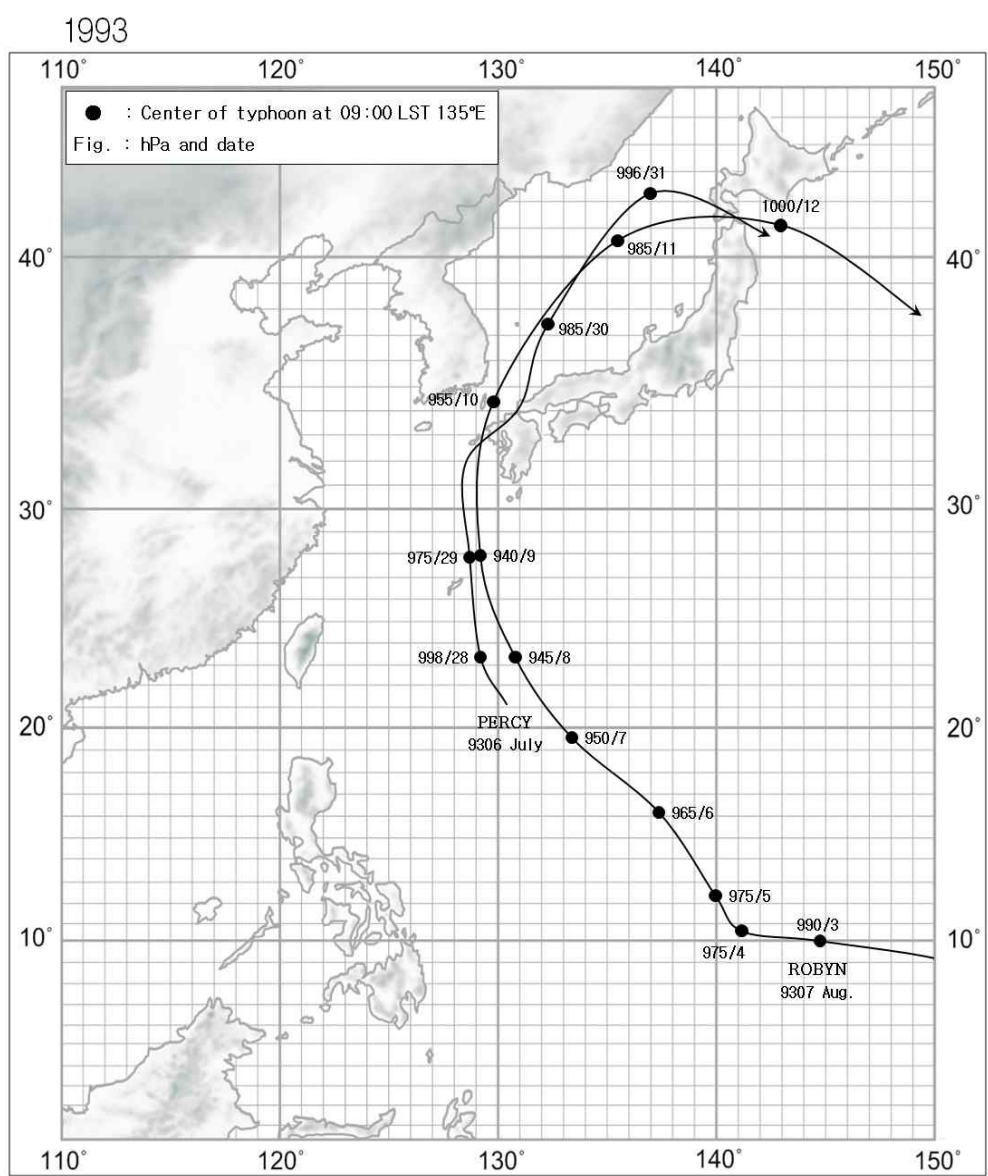 1993
110° 120° 130° 140° 150°
● : Center of typhoon at 09:00 LST 135°E
Fig. : hPa and date
996/31
1000/12
985/11
40° 40°
985/30
955/10
30° 30°
975/29 940/9
998/28 945/8
PERCY
9306 July
20° 20°
950/7
965/6
975/5
990/3
975/4
10° 10°
ROBYN
9307 Aug.
110° 120° 130° 140° 150°